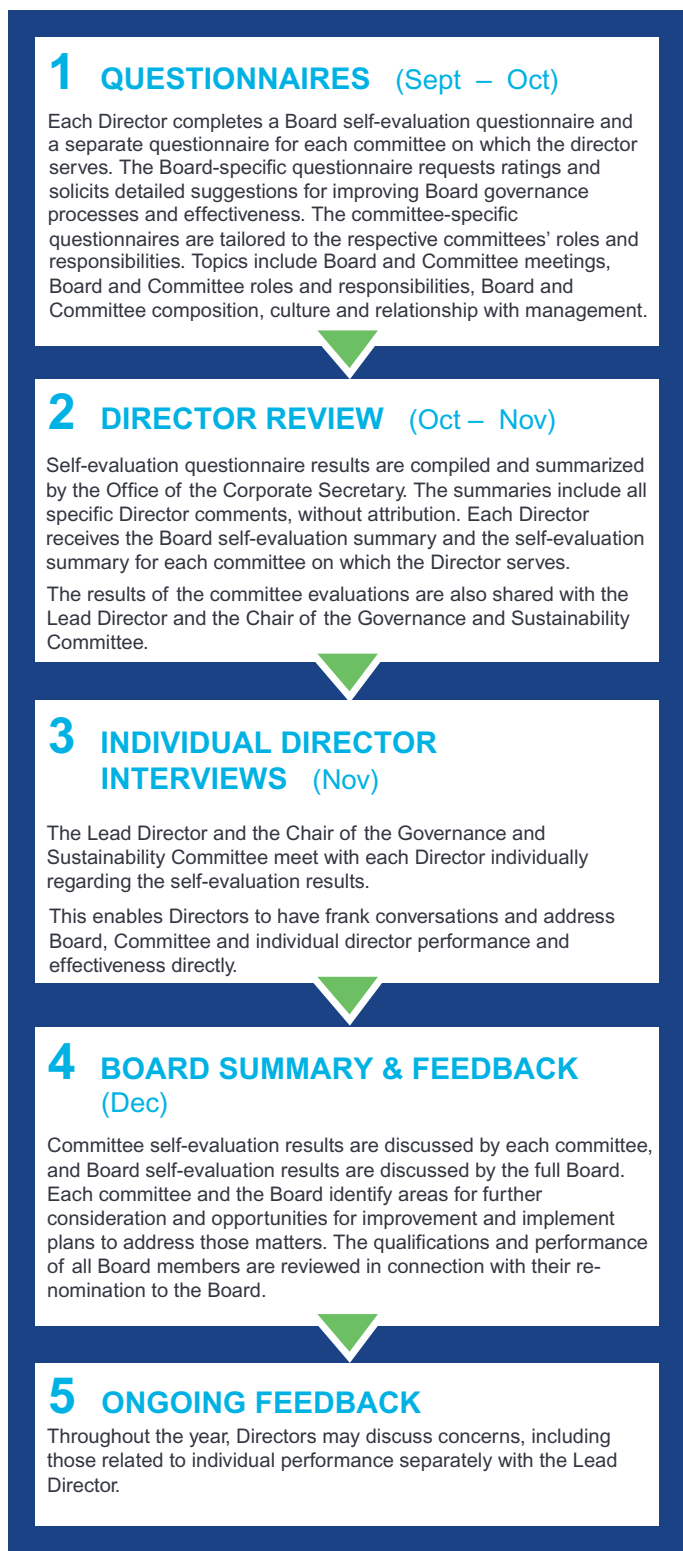 1 QUESTIONNAIRES (Sept – Oct)
Each Director completes a Board self-evaluation questionnaire and
a separate questionnaire for each committee on which the director
serves. The Board-specific questionnaire requests ratings and
solicits detailed suggestions for improving Board governance
processes and effectiveness. The committee-specific
questionnaires are tailored to the respective committees’ roles and
responsibilities. Topics include Board and Committee meetings,
Board and Committee roles and responsibilities, Board and
Committee composition, culture and relationship with management.
2 DIRECTOR REVIEW (Oct – Nov)
Self-evaluation questionnaire results are compiled and summarized
by the Office of the Corporate Secretary. The summaries include all
specific Director comments, without attribution. Each Director
receives the Board self-evaluation summary and the self-evaluation
summary for each committee on which the Director serves.
The results of the committee evaluations are also shared with the
Lead Director and the Chair of the Governance and Sustainability
Committee.
3 INDIVIDUAL DIRECTOR
INTERVIEWS (Nov)
The Lead Director and the Chair of the Governance and
Sustainability Committee meet with each Director individually
regarding the self-evaluation results.
This enables Directors to have frank conversations and address
Board, Committee and individual director performance and
effectiveness directly.
4 BOARD SUMMARY & FEEDBACK
(Dec)
Committee self-evaluation results are discussed by each committee,
and Board self-evaluation results are discussed by the full Board.
Each committee and the Board identify areas for further
consideration and opportunities for improvement and implement
plans to address those matters. The qualifications and performance
of all Board members are reviewed in connection with their re-
nomination to the Board.
5 ONGOING FEEDBACK
Throughout the year, Directors may discuss concerns, including
those related to individual performance separately with the Lead
Director.